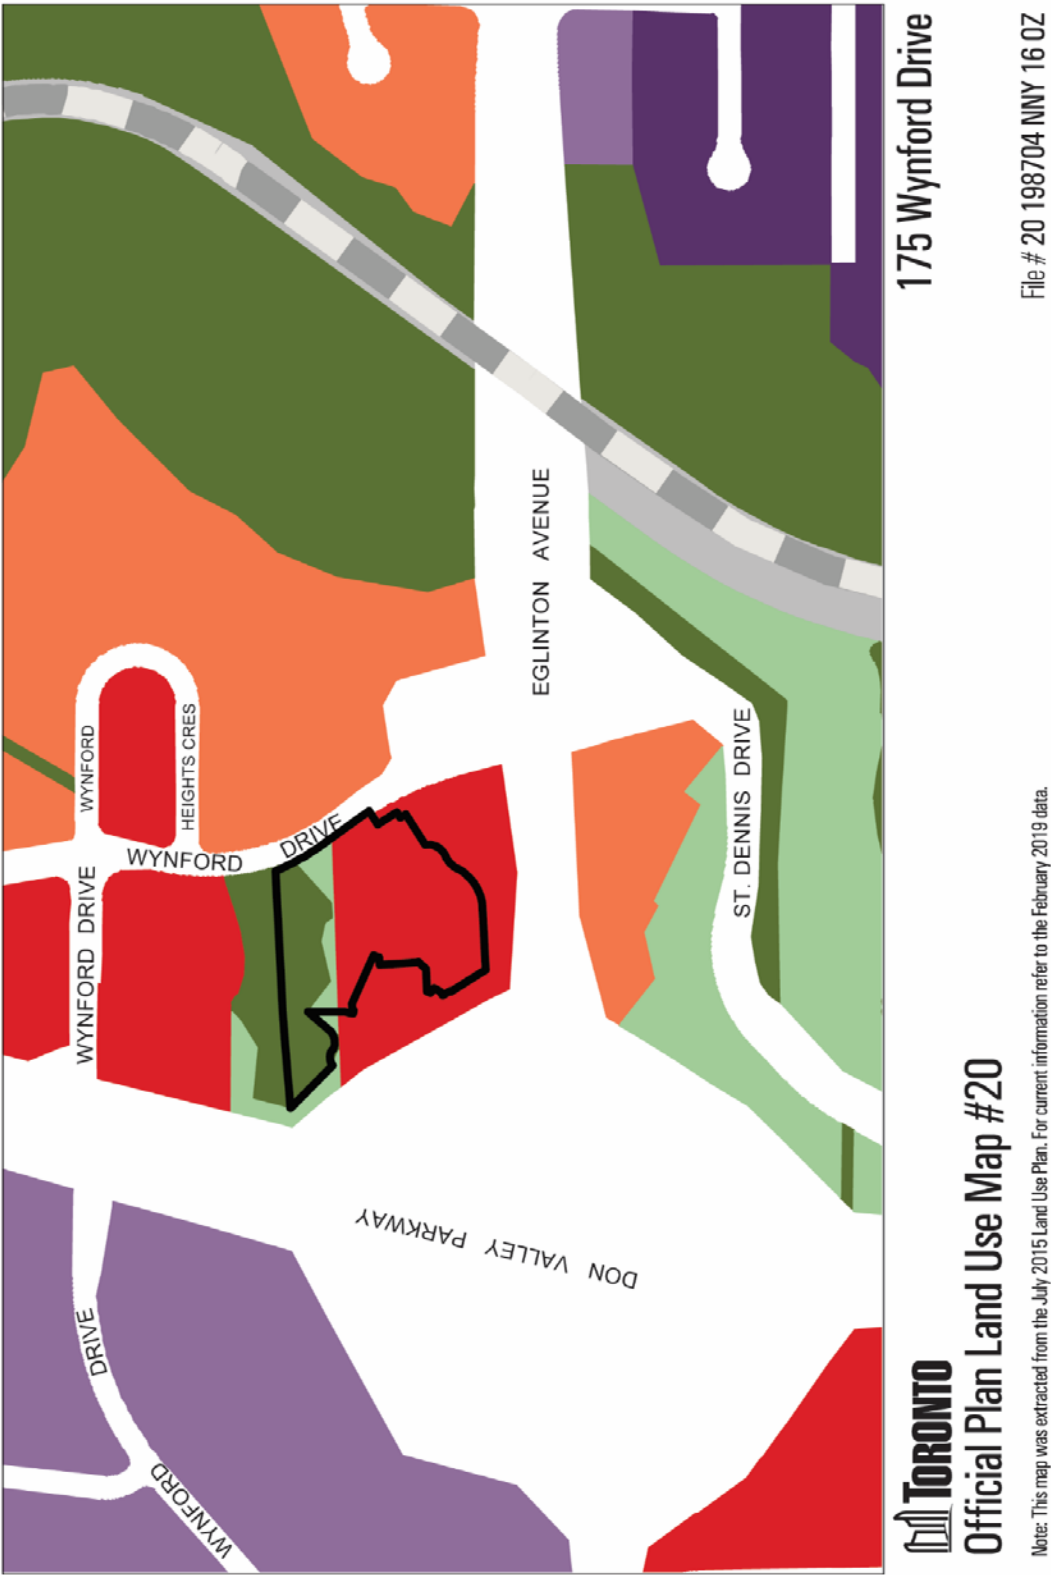 WYNFORD
HEIGHTS CRES
WYNFORD DRIVE
WYNFORD
DRIVE
DRIVE
WYNFORD
EGLINTON AVENUE
DON VALLEY PARKWAY
ST. DENNIS DRIVE
TORONTO
175 Wynford Drive
Official Plan Land Use Map #20
File # 20 198704 NNY 16 OZ
Note: This map was extracted from the July 2015 Land Use Plan. For current information refer to the February 2019 data.